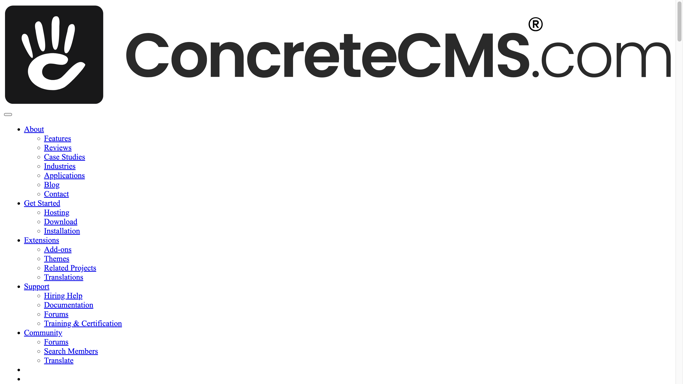 ConcreteCMS®.com
About
Features
Reviews
Case Studies
Industries
Applications
Blog
Contact
Get Started
Hosting
Download
Installation
Extensions
Add-ons
Themes
Related Projects
Translations
Support
Hiring Help
Documentation
Forums
Training & Certification
Community
Forums
Search Members
Translate